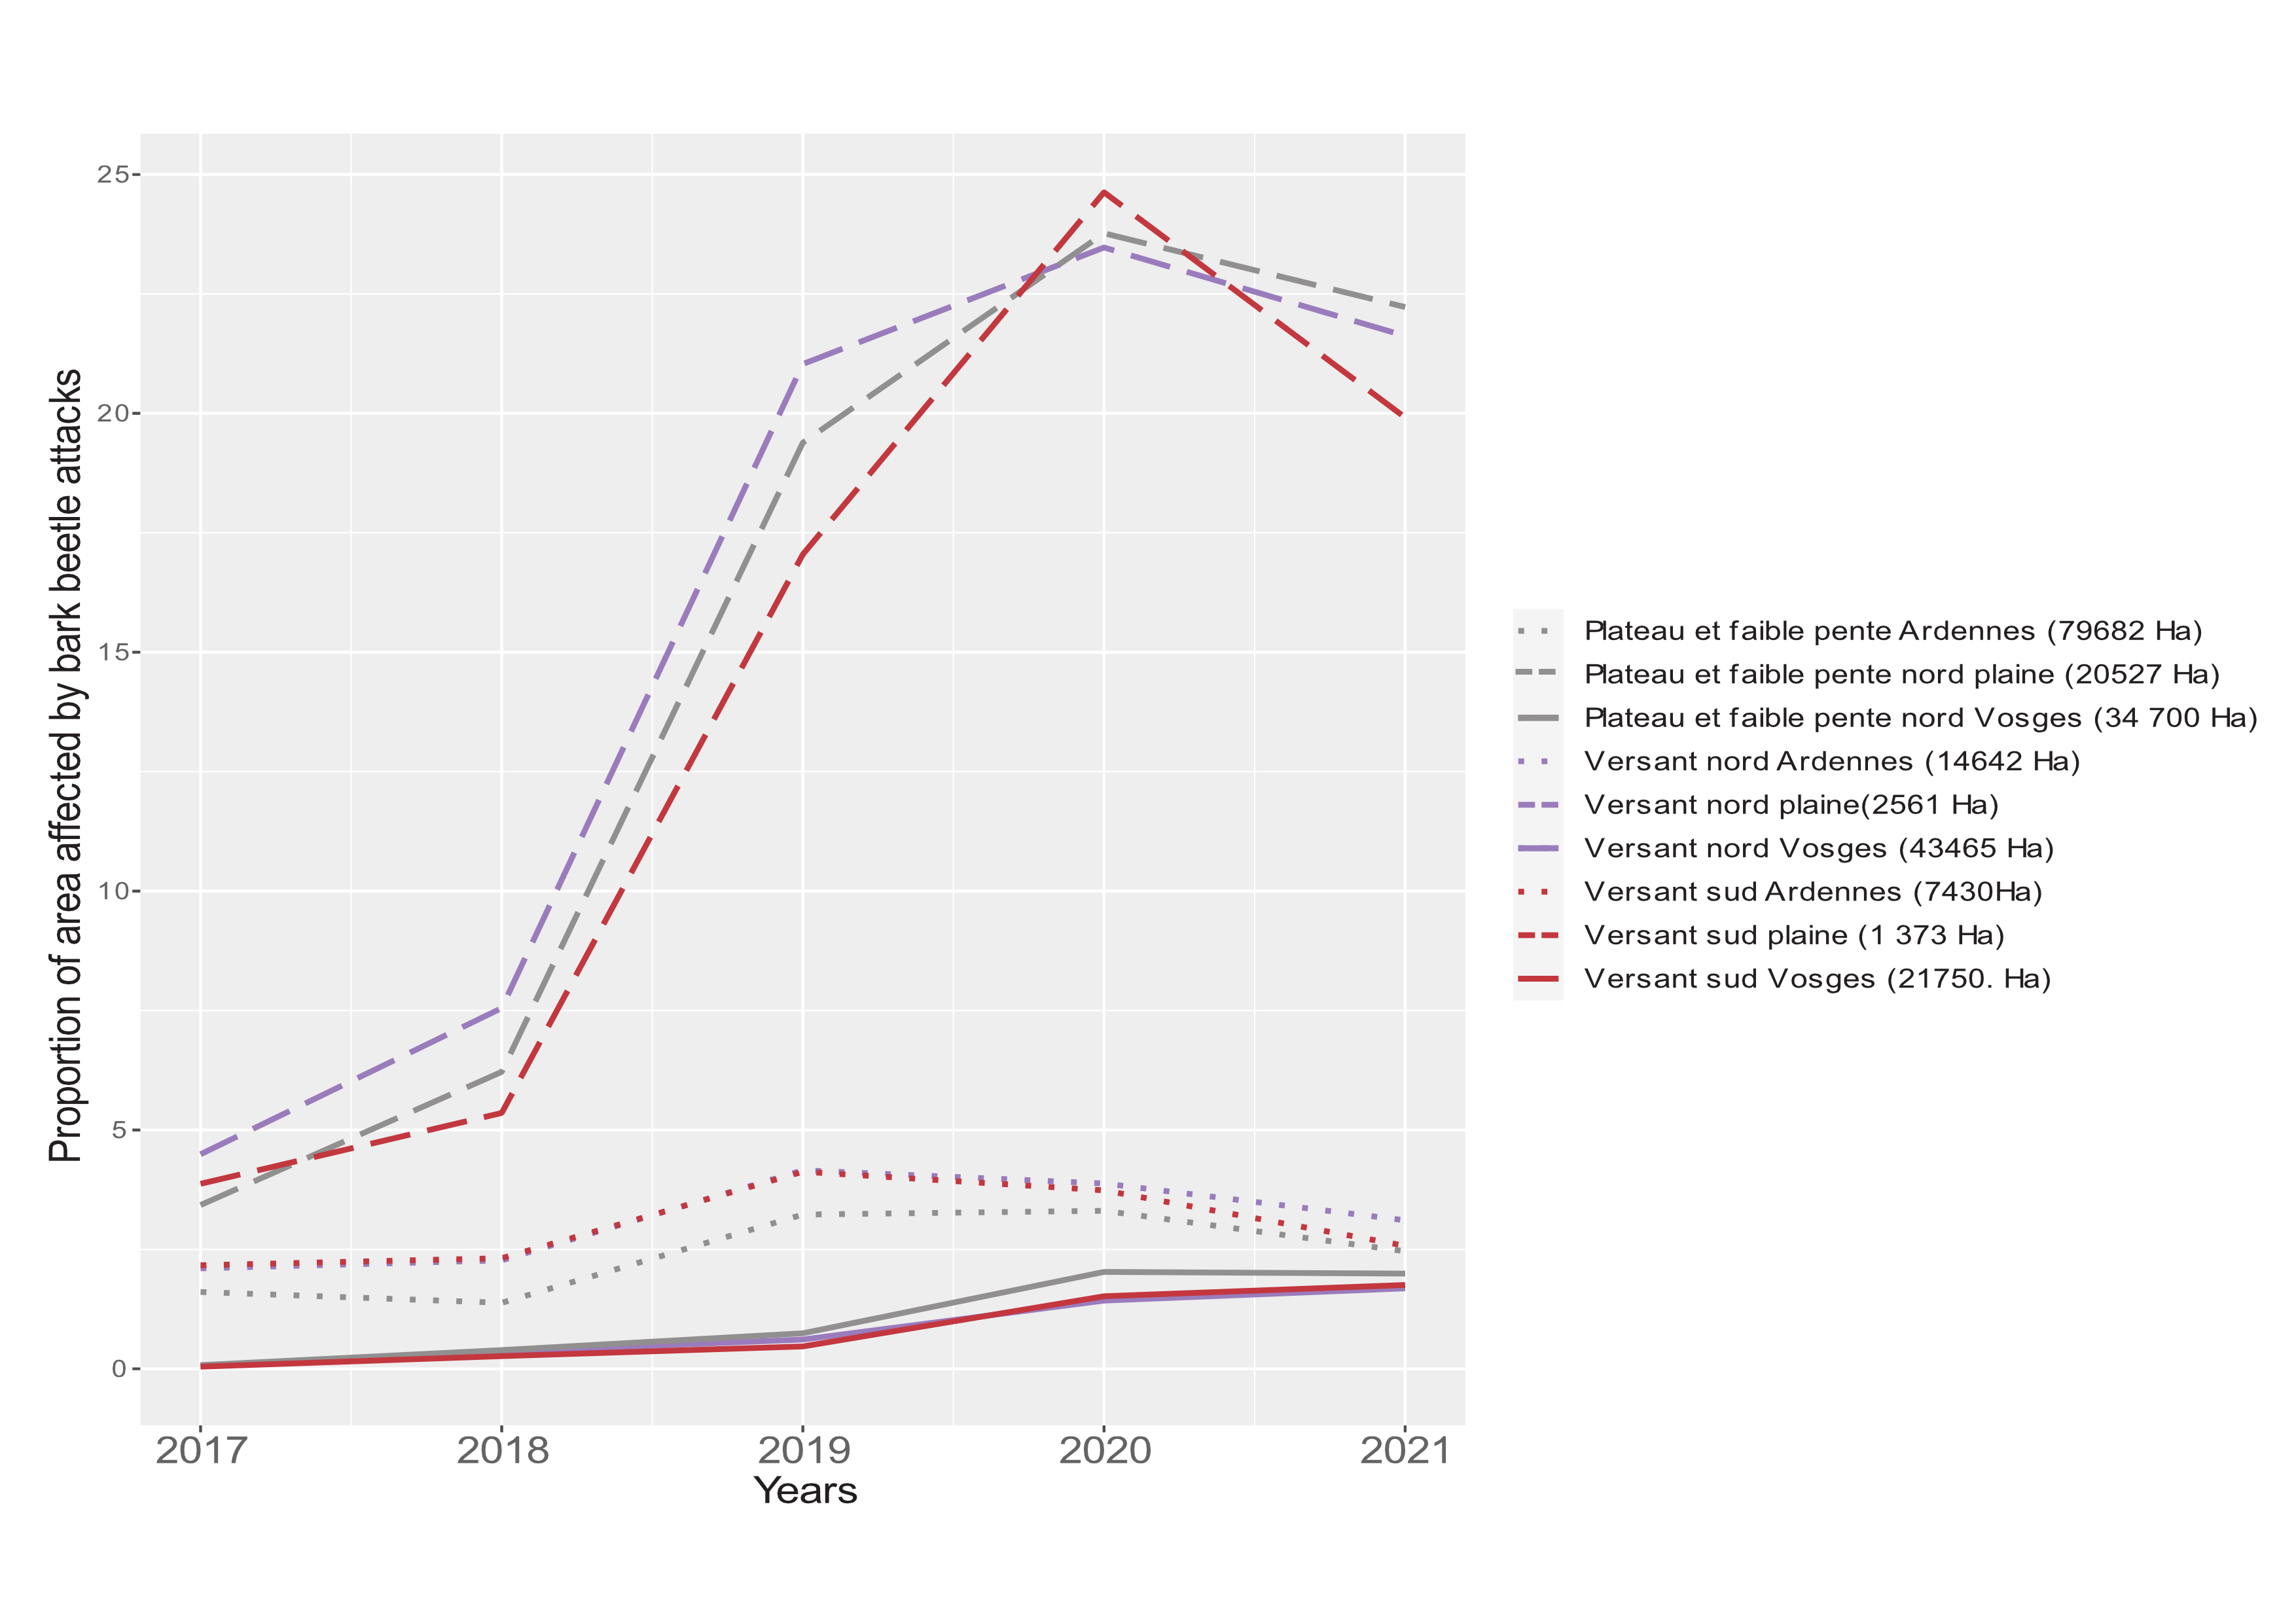 Proportion of area affected by bark beetle attacks
25
20
15
10
5
0
2017 2018 2019 2020 2021
Years
Plateau et faible pente Ardennes (79682 Ha)
Plateau et faible pente nord plaine (20527 Ha)
Plateau et faible pente nord Vosges (34 700 Ha)
Versant nord Ardennes (14642 Ha)
Versant nord plaine(2561 Ha)
Versant nord Vosges (43465 Ha)
Versant sud Ardennes (7430Ha)
Versant sud plaine (1 373 Ha)
Versant sud Vosges (21750. Ha)